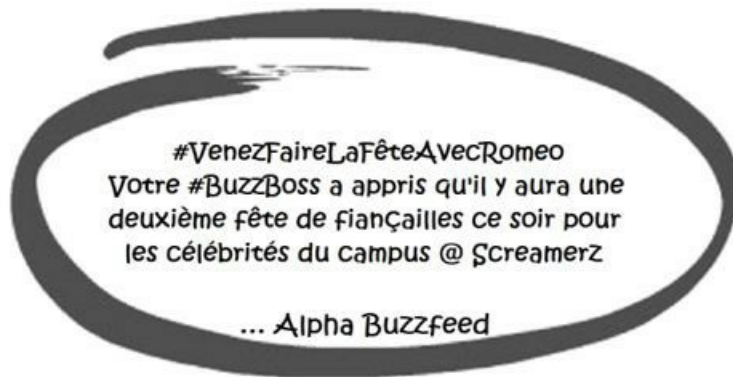 #VenezFaireLaFêteAvecRomeo
Votre #BuzzBoss a appris qu'il y aura une
deuxième fête de fiançailles ce soir pour
les célébrités du campus @ Screamerz
... Alpha Buzzfeed